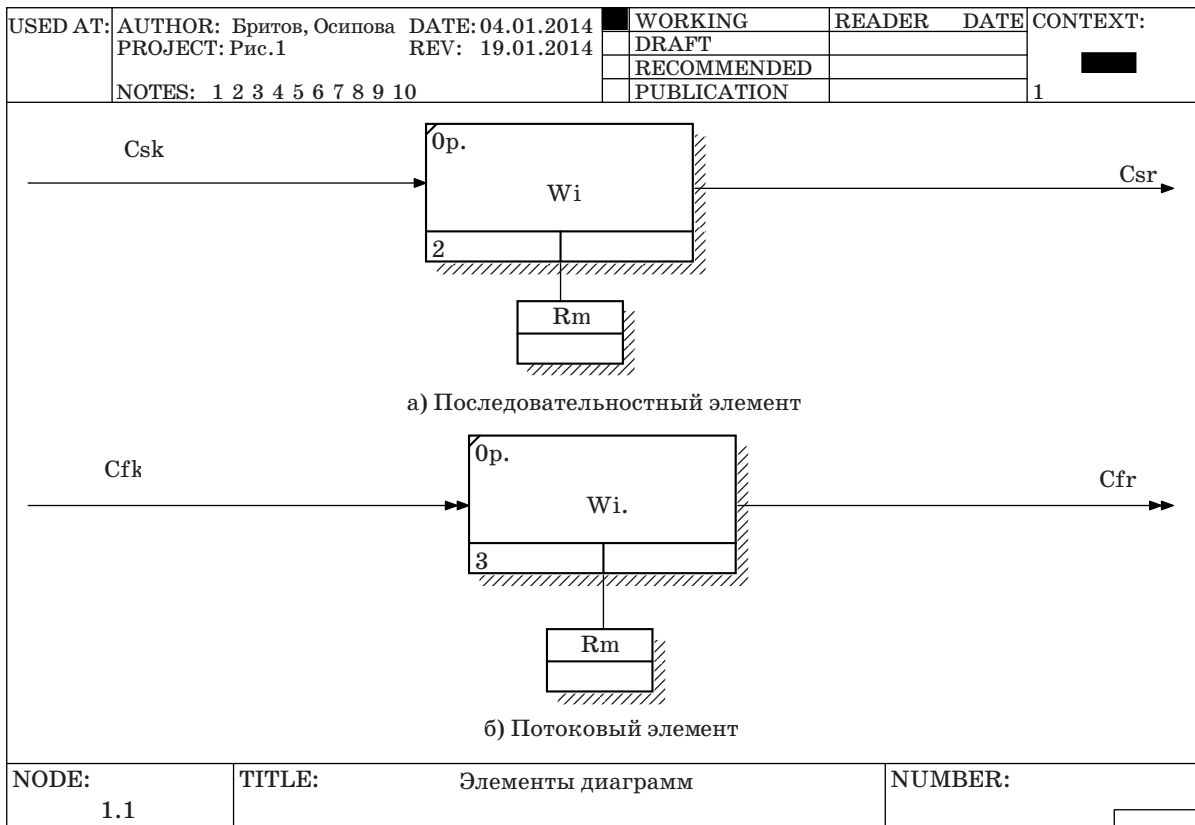 USED AT: AUTHOR: Бритов, Осипова DATE: 04.01.2014 WORKING READER DATE CONTEXT:
PROJECT: Рис.1 REV: 19.01.2014 DRAFT
RECOMMENDED
NOTES: 1 2 3 4 5 6 7 8 9 10 PUBLICATION 1
Csk
0р.
Wi
Csr
2
Rm
а) Последовательностный элемент
Cfk
0р.
Wi.
Cfr
3
Rm
б) Потоковый элемент
NODE: TITLE: Элементы диаграмм NUMBER:
1.1